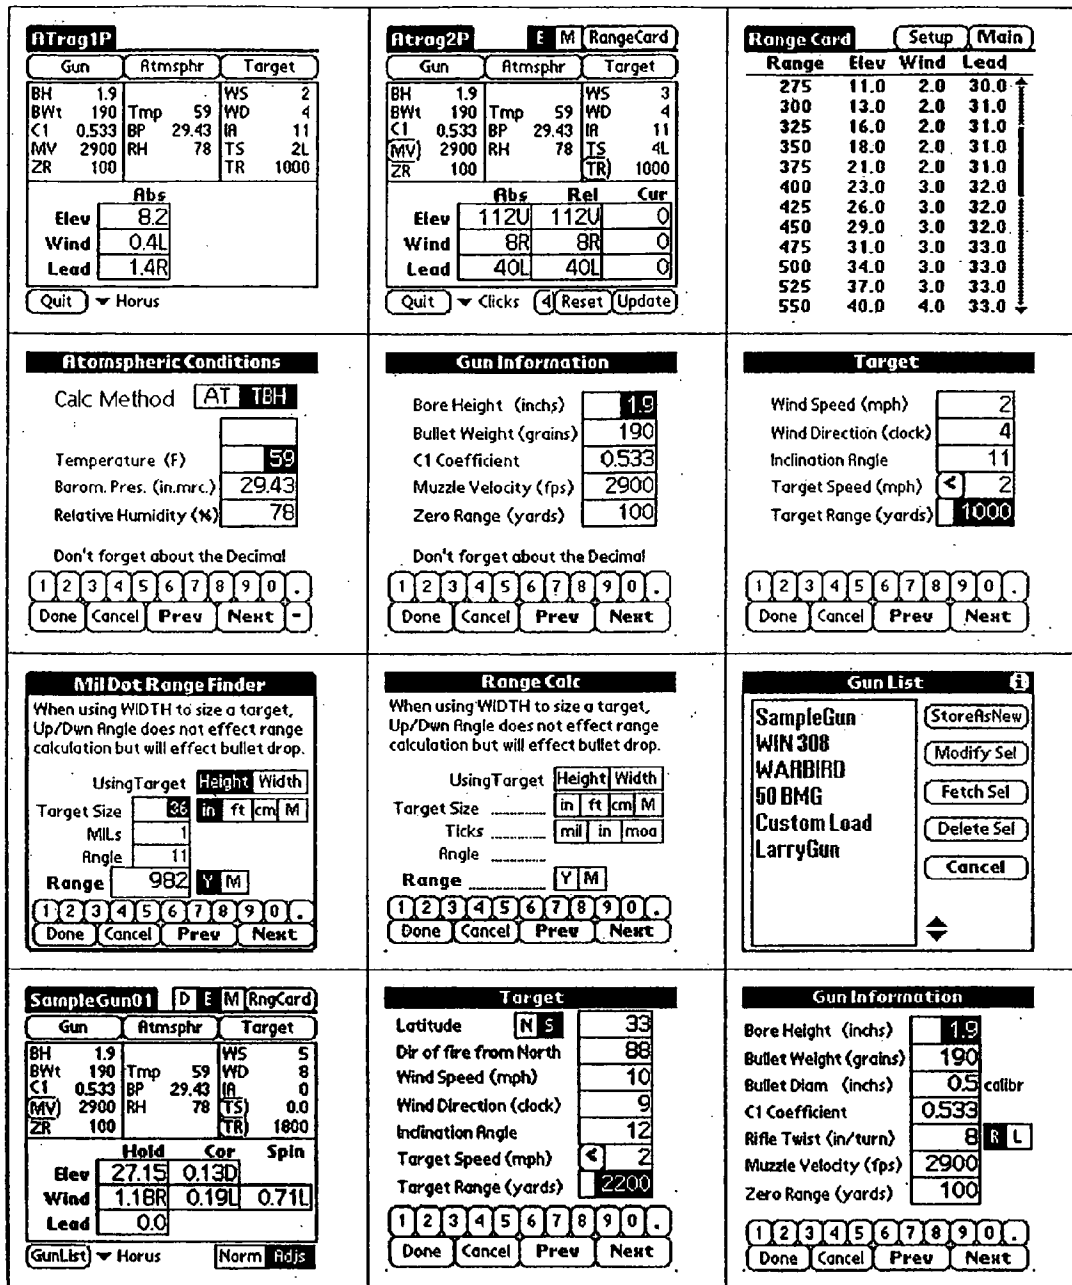 ATrag1P
Gun Atmsphr Target
BH 1.9 WS 2
BWt 190 Tmp 59 WD 4
C1 0.533 BP 29.43 IA 11
MV 2900 RH 78 TS 2L
ZR 100 TR 1000
Abs
Elev 8.2
Wind 0.4L
Lead 1.4R
Quit Horus
Atrag2P E M RangeCard
Gun Atmsphr Target
BH 1.9 WS 3
BWt 190 Tmp 59 WD 4
C1 0.533 BP 29.43 IA 11
MV 2900 RH 78 TS 4L
ZR 100 TR 1000
Abs Rel Cur
Elev 112U 112U 0
Wind 8R 8R 0
Lead 40L 40L 0
Quit Clicks Reset Update
Range Card Setup Main
Range Elev Wind Lead
275 11.0 2.0 30.0
300 13.0 2.0 31.0
325 16.0 2.0 31.0
350 18.0 2.0 31.0
375 21.0 2.0 31.0
400 23.0 3.0 32.0
425 26.0 3.0 32.0
450 29.0 3.0 32.0
475 31.0 3.0 33.0
500 34.0 3.0 33.0
525 37.0 3.0 33.0
550 40.0 4.0 33.0
Atomspheric Conditions
Calc Method AT TBH
Temperature (F) 59
Barom. Pres. (in.mrc.) 29.43
Relative Humidity (%) 78
Don't forget about the Decimal
1 2 3 4 5 6 7 8 9 0 .
Done Cancel Prev Next -
Gun Information
Bore Height (inchs) 1.9
Bullet Weight (grains) 190
C1 Coefficient 0.533
Muzzle Velocity (fps) 2900
Zero Range (yards) 100
Don't forget about the Decimal
1 2 3 4 5 6 7 8 9 0 .
Done Cancel Prev Next
Target
Wind Speed (mph) 2
Wind Direction (clock) 4
Inclination Angle 11
Target Speed (mph) < 2
Target Range (yards) 1000
1 2 3 4 5 6 7 8 9 0 .
Done Cancel Prev Next
MilDot Range Finder
When using WIDTH to size a target,
Up/Dwn Angle does not effect range
calculation but will effect bullet drop.
Using Target Height Width
Target Size 36 in ft cm M
MILs 1
Angle 11
Range 982 Y M
1 2 3 4 5 6 7 8 9 0 .
Done Cancel Prev Next
Range Calc
When using WIDTH to size a target,
Up/Dwn Angle does not effect range
calculation but will effect bullet drop.
Using Target Height Width
Target Size in ft cm M
Ticks mil in moa
Angle
Range Y M
1 2 3 4 5 6 7 8 9 0 .
Done Cancel Prev Next
Gun List i
SampleGun StoreAsNew
WIN 308 Modify Sel
WARBIRD
50 BMG Fetch Sel
Custom Load Delete Sel
LarryGun
Cancel
SampleGun01 D E M RngCard
Gun Atmsphr Target
BH 1.9 WS 5
BWt 190 Tmp 59 WD 8
C1 0.533 BP 29.43 IA 0
MV 2900 RH 78 TS 0.0
ZR 100 TR 1800
Hold Cor Spin
Elev 27.15 0.13D
Wind 1.18R 0.19L 0.71L
Lead 0.0
GunList Horus Norm Adjs
Target
Latitude N S 33
Dir of fire from North 88
Wind Speed (mph) 10
Wind Direction (clock) 9
Inclination Angle 12
Target Speed (mph) < 2
Target Range (yards) 2200
1 2 3 4 5 6 7 8 9 0 .
Done Cancel Prev Next
Gun Information
Bore Height (inchs) 1.9
Bullet Weight (grains) 190
Bullet Diam (inchs) 0.5 calibr
C1 Coefficient 0.533
Rifle Twist (in/turn) 8 R L
Muzzle Velocity (fps) 2900
Zero Range (yards) 100
1 2 3 4 5 6 7 8 9 0 .
Done Cancel Prev Next